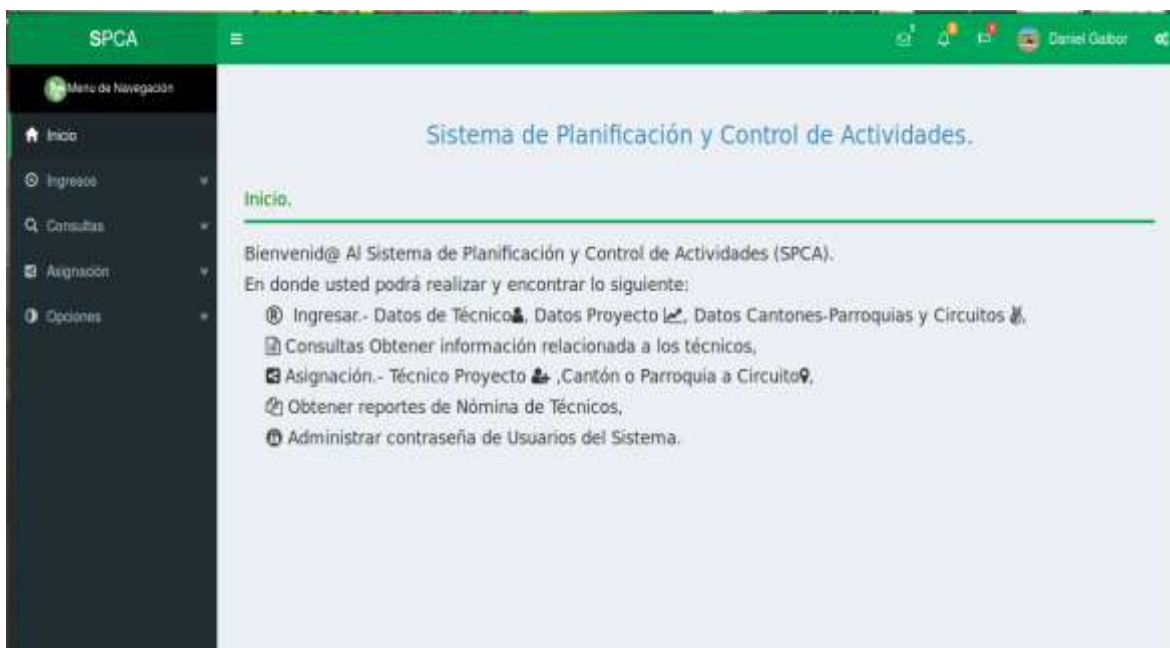 SPCA
Daniel Galbor
Menu de Navegación
Inicio
Ingresos
Consultas
Asignación
Opciones
Sistema de Planificación y Control de Actividades.
Inicio.
Bienvenid@ Al Sistema de Planificación y Control de Actividades (SPCA).
En donde usted podrá realizar y encontrar lo siguiente:
Ingresar.- Datos de Técnico, Datos Proyecto, Datos Cantones-Parroquias y Circuitos,
Consultas Obtener información relacionada a los técnicos,
Asignación.- Técnico Proyecto ,Cantón o Parroquia a Circuito,
Obtener reportes de Nómina de Técnicos,
Administrar contraseña de Usuarios del Sistema.